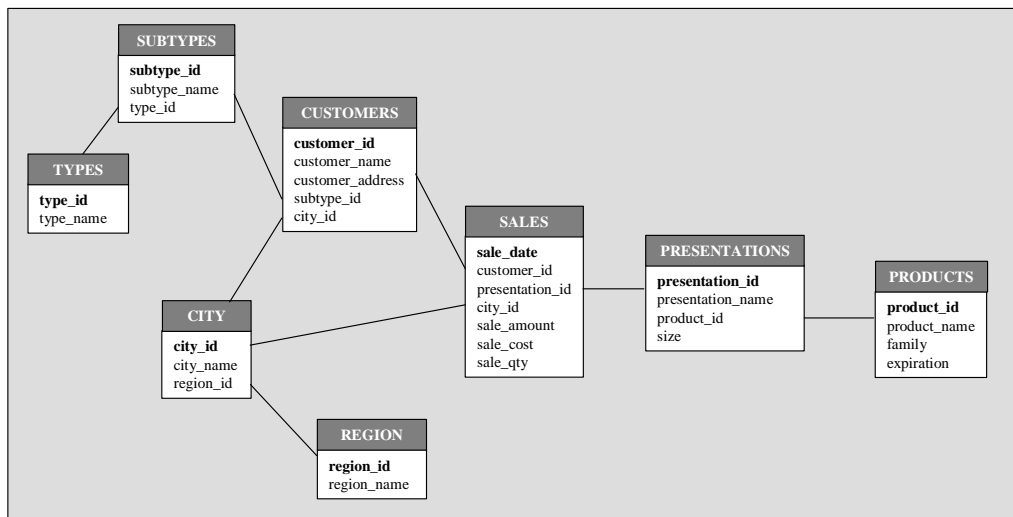 SUBTYPES
subtype_id
subtype_name
type_id
TYPES
type_id
type_name
CUSTOMERS
customer_id
customer_name
customer_address
subtype_id
city_id
SALES
sale_date
customer_id
presentation_id
city_id
sale_amount
sale_cost
sale_qty
PRESENTATIONS
presentation_id
presentation_name
product_id
size
PRODUCTS
product_id
product_name
family
expiration
CITY
city_id
city_name
region_id
REGION
region_id
region_name